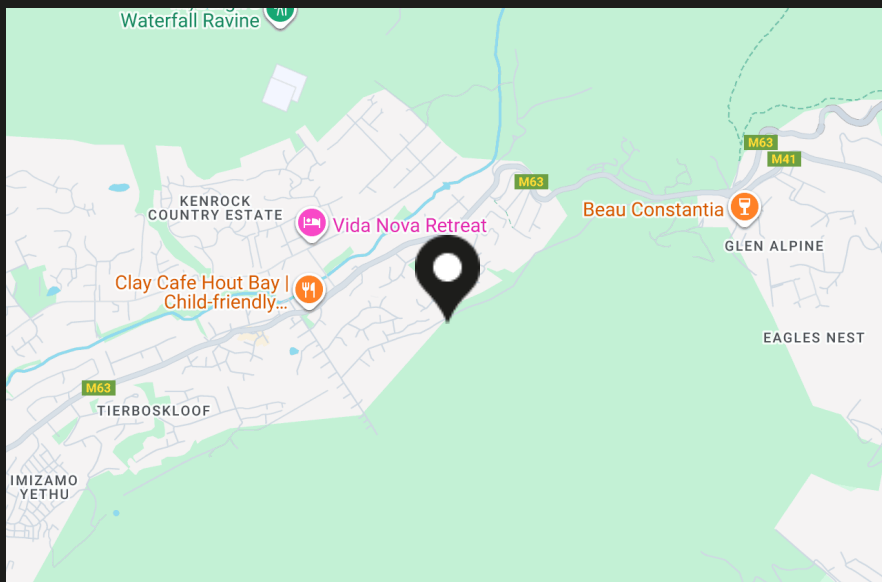 Waterfall Ravine
M63
M41
M63
KENROCK
COUNTRY ESTATE
Beau Constantia
Vida Nova Retreat
GLEN ALPINE
Clay Cafe Hout Bay |
Child-friendly...
EAGLES NEST
M63
TIERBOSKLOOF
IMIZAMO
YETHU